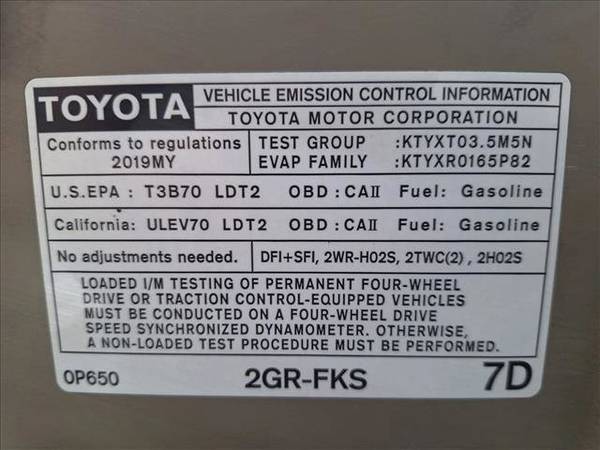 TOYOTA
VEHICLE EMISSION CONTROL INFORMATION
TOYOTA MOTOR CORPORATION
Conforms to regulations
2019MY
TEST GROUP :KTYXT03.5M5N
EVAP FAMILY :KTYXR0165P82
U.S.EPA : T3B70 LDT2 OBD : CAII Fuel: Gasoline
California: ULEV70 LDT2 OBD : CAII Fuel: Gasoline
No adjustments needed. DFI+SFI, 2WR-HO2S, 2TWC(2) , 2HO2S
LOADED I/M TESTING OF PERMANENT FOUR-WHEEL
DRIVE OR TRACTION CONTROL-EQUIPPED VEHICLES
MUST BE CONDUCTED ON A FOUR-WHEEL DRIVE
SPEED SYNCHRONIZED DYNAMOMETER. OTHERWISE,
A NON-LOADED TEST PROCEDURE MUST BE PERFORMED.
0P650 2GR-FKS 7D